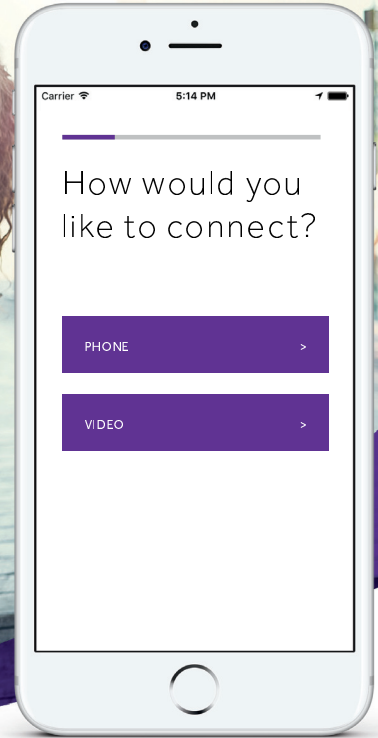 Carrier 5:14 PM
How would you
like to connect?
PHONE >
VIDEO >